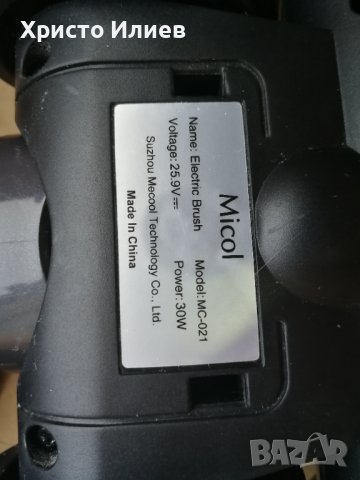 Христо Илиев
Micol
Name: Electric Brush Model:MC-021
Voltage: 25.9V⎓ Power: 30W
Suzhou Mecool Technology Co., Ltd
Made In China
BAZAR